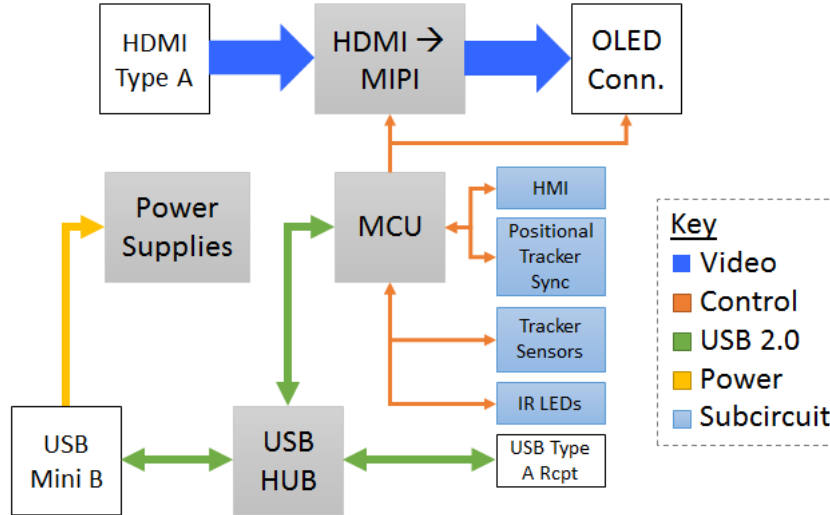 HDMI
Type A
HDMI →
MIPI
OLED
Conn.
Power
Supplies
MCU
HMI
Positional
Tracker
Sync
Tracker
Sensors
IR LEDs
USB
Mini B
USB
HUB
USB Type
A Rcpt
Key
Video
Control
USB 2.0
Power
Subcircuit